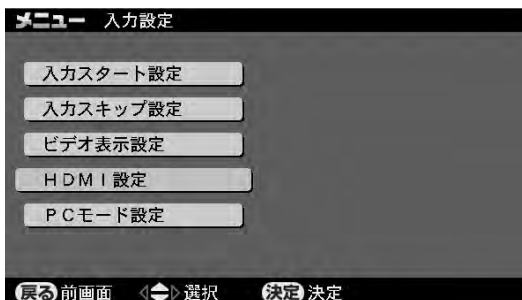 メニュー 入力設定
入力スタート設定
入力スキップ設定
ビデオ表示設定
HDMI設定
PCモード設定
戻る 前画面 選択 決定 決定